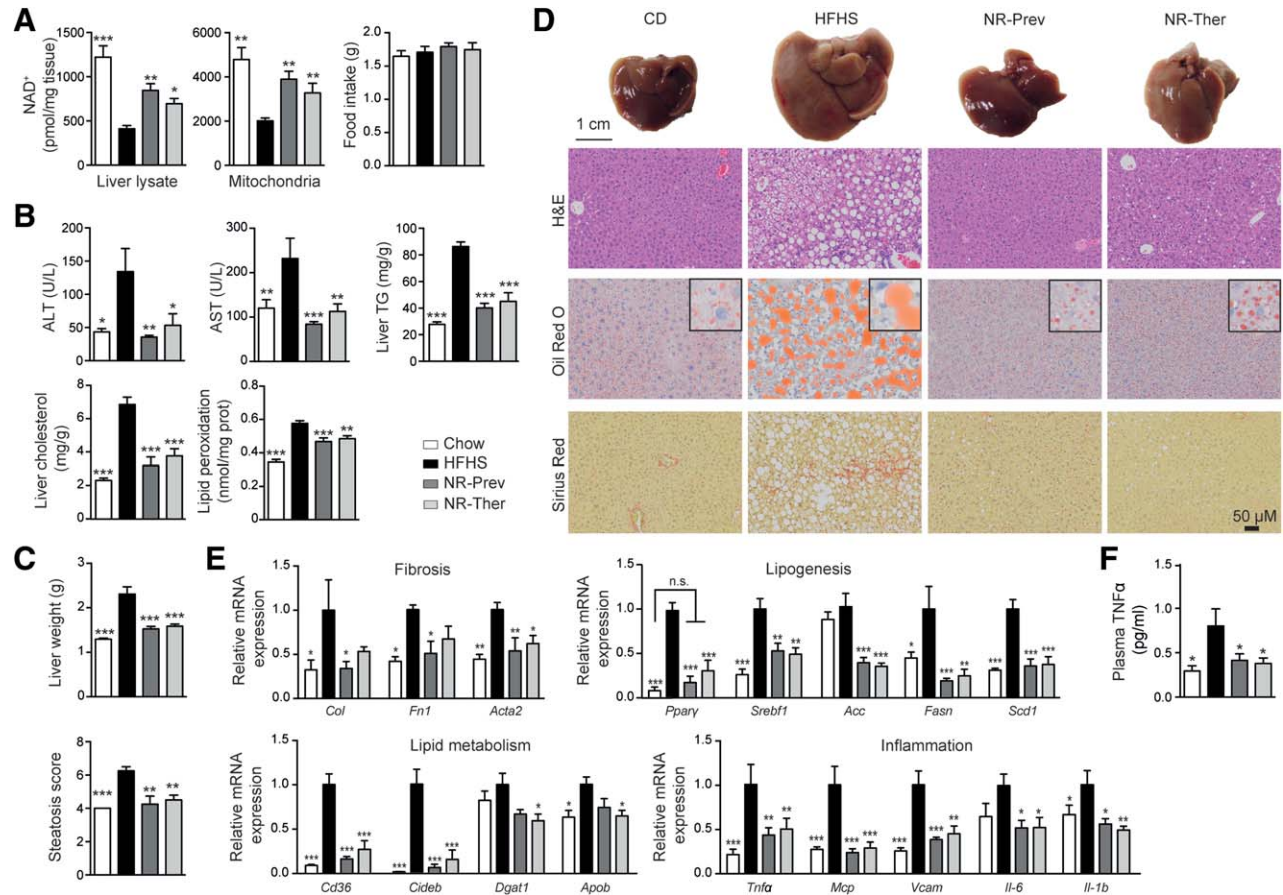 A
NAD⁺
(pmol/mg tissue)
1500
1000
500
0
***
**
*
Liver lysate
6000
4000
2000
0
**
**
**
Mitochondria
Food intake (g)
2.0
1.5
1.0
0.5
0.0
B
ALT (U/L)
200
150
100
50
0
*
**
*
AST (U/L)
300
200
100
0
**
***
**
Liver TG (mg/g)
100
80
60
40
20
0
***
***
***
Liver cholesterol
(mg/g)
8
6
4
2
0
***
***
***
Lipid peroxidation
(nmol/mg prot)
0.8
0.6
0.4
0.2
0.0
***
***
**
Chow
HFHS
NR-Prev
NR-Ther
C
Liver weight (g)
3
2
1
0
***
***
***
Steatosis score
8
6
4
2
0
***
**
**
D
CD
HFHS
NR-Prev
NR-Ther
1 cm
H&E
Oil Red O
Sirius Red
50 µM
E
Fibrosis
Relative mRNA
expression
1.5
1.0
0.5
0.0
*
*
*
*
**
**
*
Col
Fn1
Acta2
Lipogenesis
Relative mRNA
expression
1.5
1.0
0.5
0.0
n.s.
***
***
***
***
**
**
***
***
*
***
**
***
***
***
Pparγ
Srebf1
Acc
Fasn
Scd1
Lipid metabolism
Relative mRNA
expression
1.5
1.0
0.5
0.0
***
***
***
***
***
***
*
*
*
Cd36
Cideb
Dgat1
Apob
Inflammation
Relative mRNA
expression
1.5
1.0
0.5
0.0
***
**
**
***
***
***
***
***
**
*
*
*
*
**
Tnfα
Mcp
Vcam
Il-6
Il-1b
F
Plasma TNFα
(pg/ml)
1.5
1.0
0.5
0.0
*
*
*